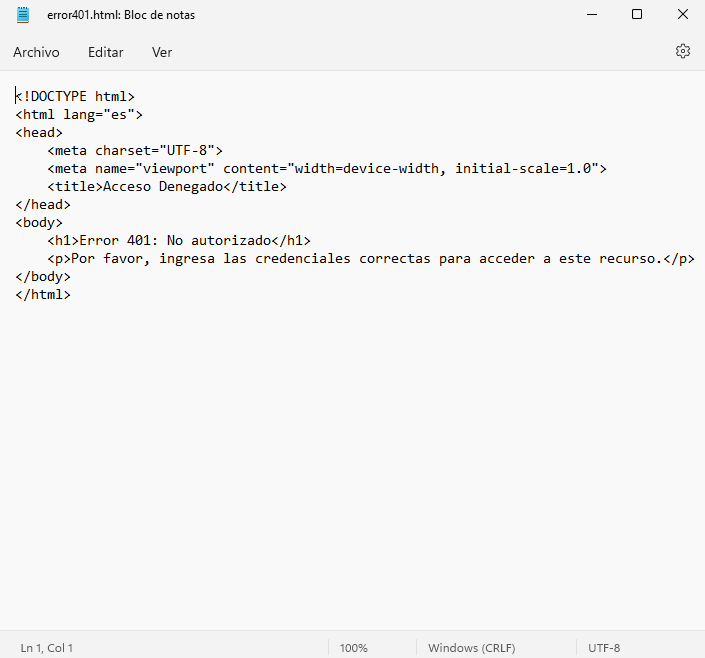 error401.html: Bloc de notas
Archivo Editar Ver
<!DOCTYPE html>
<html lang="es">
<head>
    <meta charset="UTF-8">
    <meta name="viewport" content="width=device-width, initial-scale=1.0">
    <title>Acceso Denegado</title>
</head>
<body>
    <h1>Error 401: No autorizado</h1>
    <p>Por favor, ingresa las credenciales correctas para acceder a este recurso.</p>
</body>
</html>
Ln 1, Col 1 100% Windows (CRLF) UTF-8